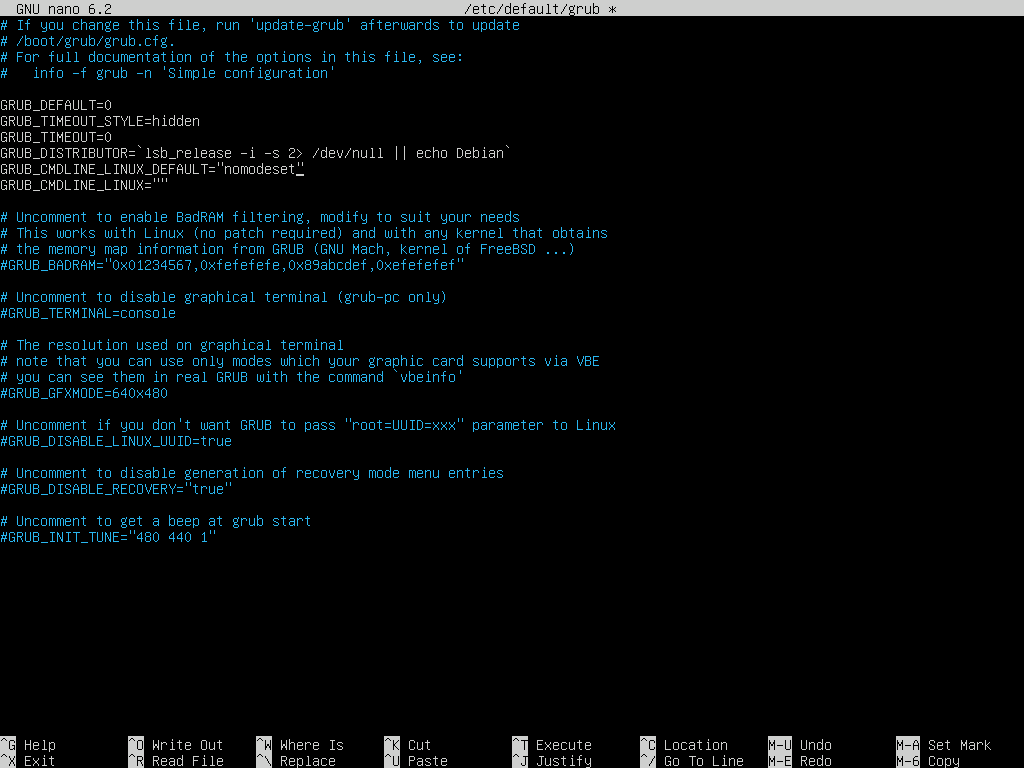 GNU nano 6.2 /etc/default/grub *
# If you change this file, run 'update-grub' afterwards to update
# /boot/grub/grub.cfg.
# For full documentation of the options in this file, see:
#   info -f grub -n 'Simple configuration'

GRUB_DEFAULT=0
GRUB_TIMEOUT_STYLE=hidden
GRUB_TIMEOUT=0
GRUB_DISTRIBUTOR=`lsb_release -i -s 2> /dev/null || echo Debian`
GRUB_CMDLINE_LINUX_DEFAULT="nomodeset"
GRUB_CMDLINE_LINUX=""

# Uncomment to enable BadRAM filtering, modify to suit your needs
# This works with Linux (no patch required) and with any kernel that obtains
# the memory map information from GRUB (GNU Mach, kernel of FreeBSD ...)
#GRUB_BADRAM="0x01234567,0xfefefefe,0x89abcdef,0xefefefef"

# Uncomment to disable graphical terminal (grub-pc only)
#GRUB_TERMINAL=console

# The resolution used on graphical terminal
# note that you can use only modes which your graphic card supports via VBE
# you can see them in real GRUB with the command `vbeinfo'
#GRUB_GFXMODE=640x480

# Uncomment if you don't want GRUB to pass "root=UUID=xxx" parameter to Linux
#GRUB_DISABLE_LINUX_UUID=true

# Uncomment to disable generation of recovery mode menu entries
#GRUB_DISABLE_RECOVERY="true"

# Uncomment to get a beep at grub start
#GRUB_INIT_TUNE="480 440 1"

^G Help ^O Write Out ^W Where Is ^K Cut ^T Execute ^C Location M-U Undo M-A Set Mark
^X Exit ^R Read File ^\ Replace ^U Paste ^J Justify ^/ Go To Line M-E Redo M-6 Copy